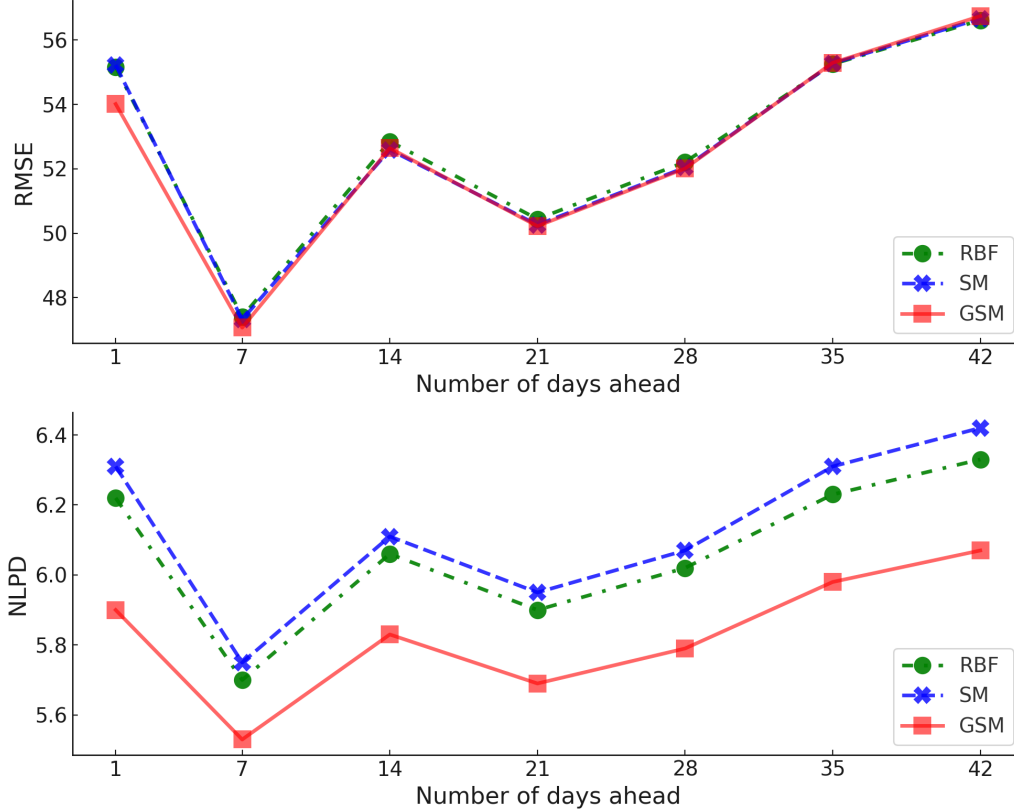 56
54
52
50
48
RMSE
RBF
SM
GSM
1 7 14 21 28 35 42
Number of days ahead
6.4
6.2
6.0
5.8
5.6
NLPD
RBF
SM
GSM
1 7 14 21 28 35 42
Number of days ahead